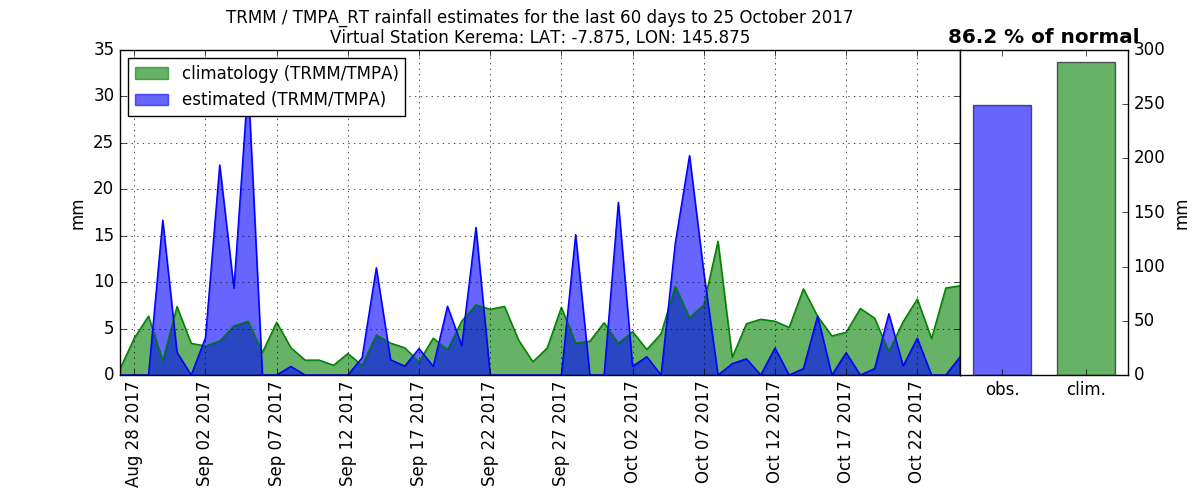 TRMM / TMPA_RT rainfall estimates for the last 60 days to 25 October 2017
Virtual Station Kerema: LAT: -7.875, LON: 145.875
86.2 % of normal
climatology (TRMM/TMPA)
estimated (TRMM/TMPA)
35
30
25
20
15
10
5
0
mm
Aug 28 2017
Sep 02 2017
Sep 07 2017
Sep 12 2017
Sep 17 2017
Sep 22 2017
Sep 27 2017
Oct 02 2017
Oct 07 2017
Oct 12 2017
Oct 17 2017
Oct 22 2017
300
250
200
150
100
50
0
mm
obs.
clim.